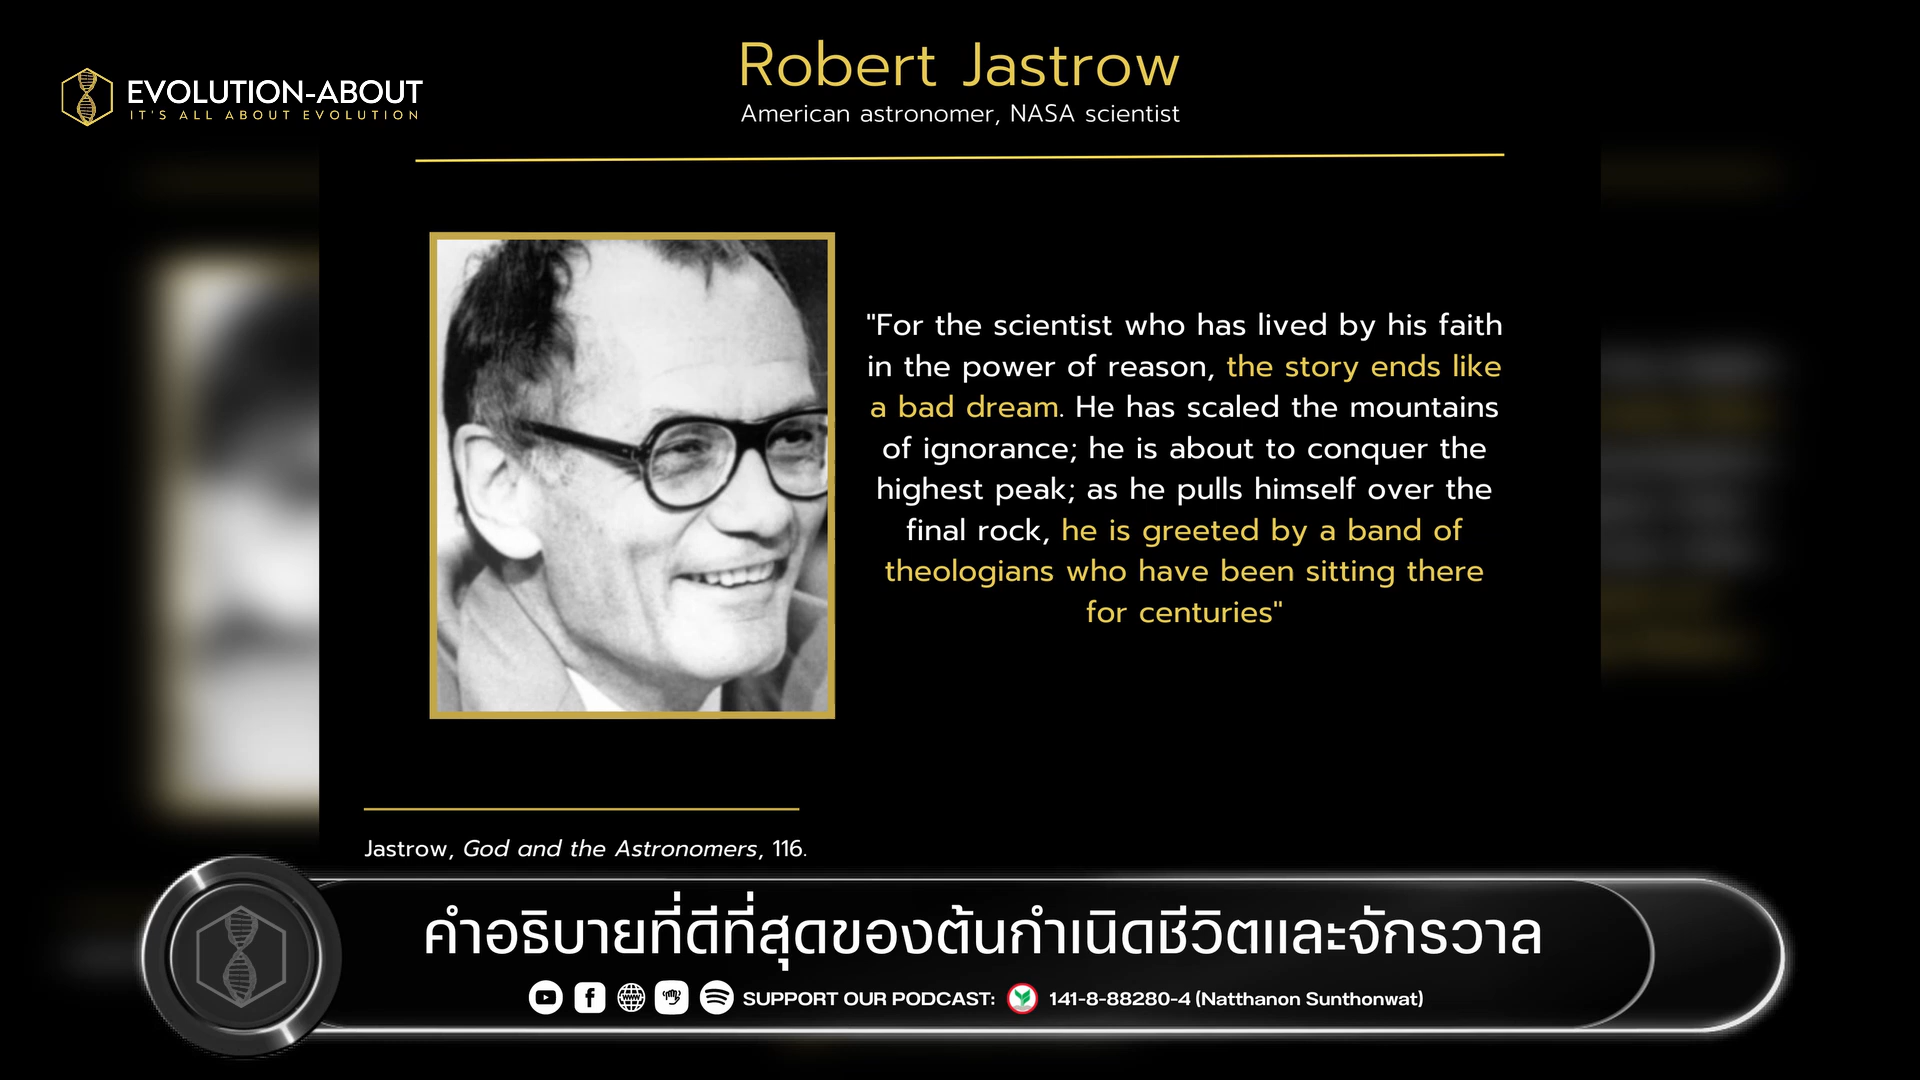 Robert Jastrow
American astronomer, NASA scientist
EVOLUTION-ABOUT
IT'S ALL ABOUT EVOLUTION
"For the scientist who has lived by his faith
in the power of reason, the story ends like
a bad dream. He has scaled the mountains
of ignorance; he is about to conquer the
highest peak; as he pulls himself over the
final rock, he is greeted by a band of
theologians who have been sitting there
for centuries"
Jastrow, God and the Astronomers, 116.
คำอธิบายที่ดีที่สุดของต้นกำเนิดชีวิตและจักรวาล
SUPPORT OUR PODCAST: 141-8-88280-4 (Natthanon Sunthonwat)